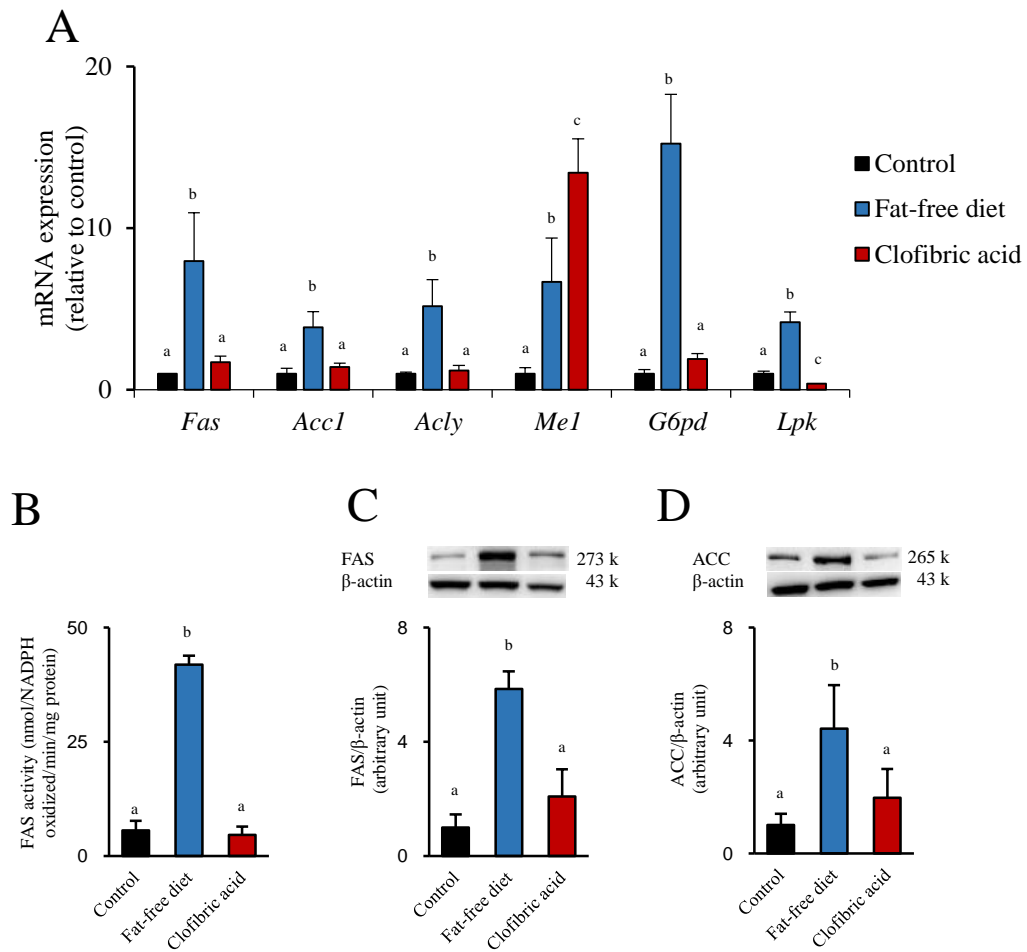 A
mRNA expression
(relative to control)
20
10
0
a b a
a b a
a b a
a b c
a b a
a b c
Fas Acc1 Acly Me1 G6pd Lpk
Control
Fat-free diet
Clofibric acid
B
FAS activity (nmol/NADPH
oxidized/min/mg protein)
50
25
0
a b a
Control Fat-free diet Clofibric acid
C
FAS 273 k
β-actin 43 k
FAS/β-actin
(arbitrary unit)
8
4
0
a b a
Control Fat-free diet Clofibric acid
D
ACC 265 k
β-actin 43 k
ACC/β-actin
(arbitrary unit)
8
4
0
a b a
Control Fat-free diet Clofibric acid